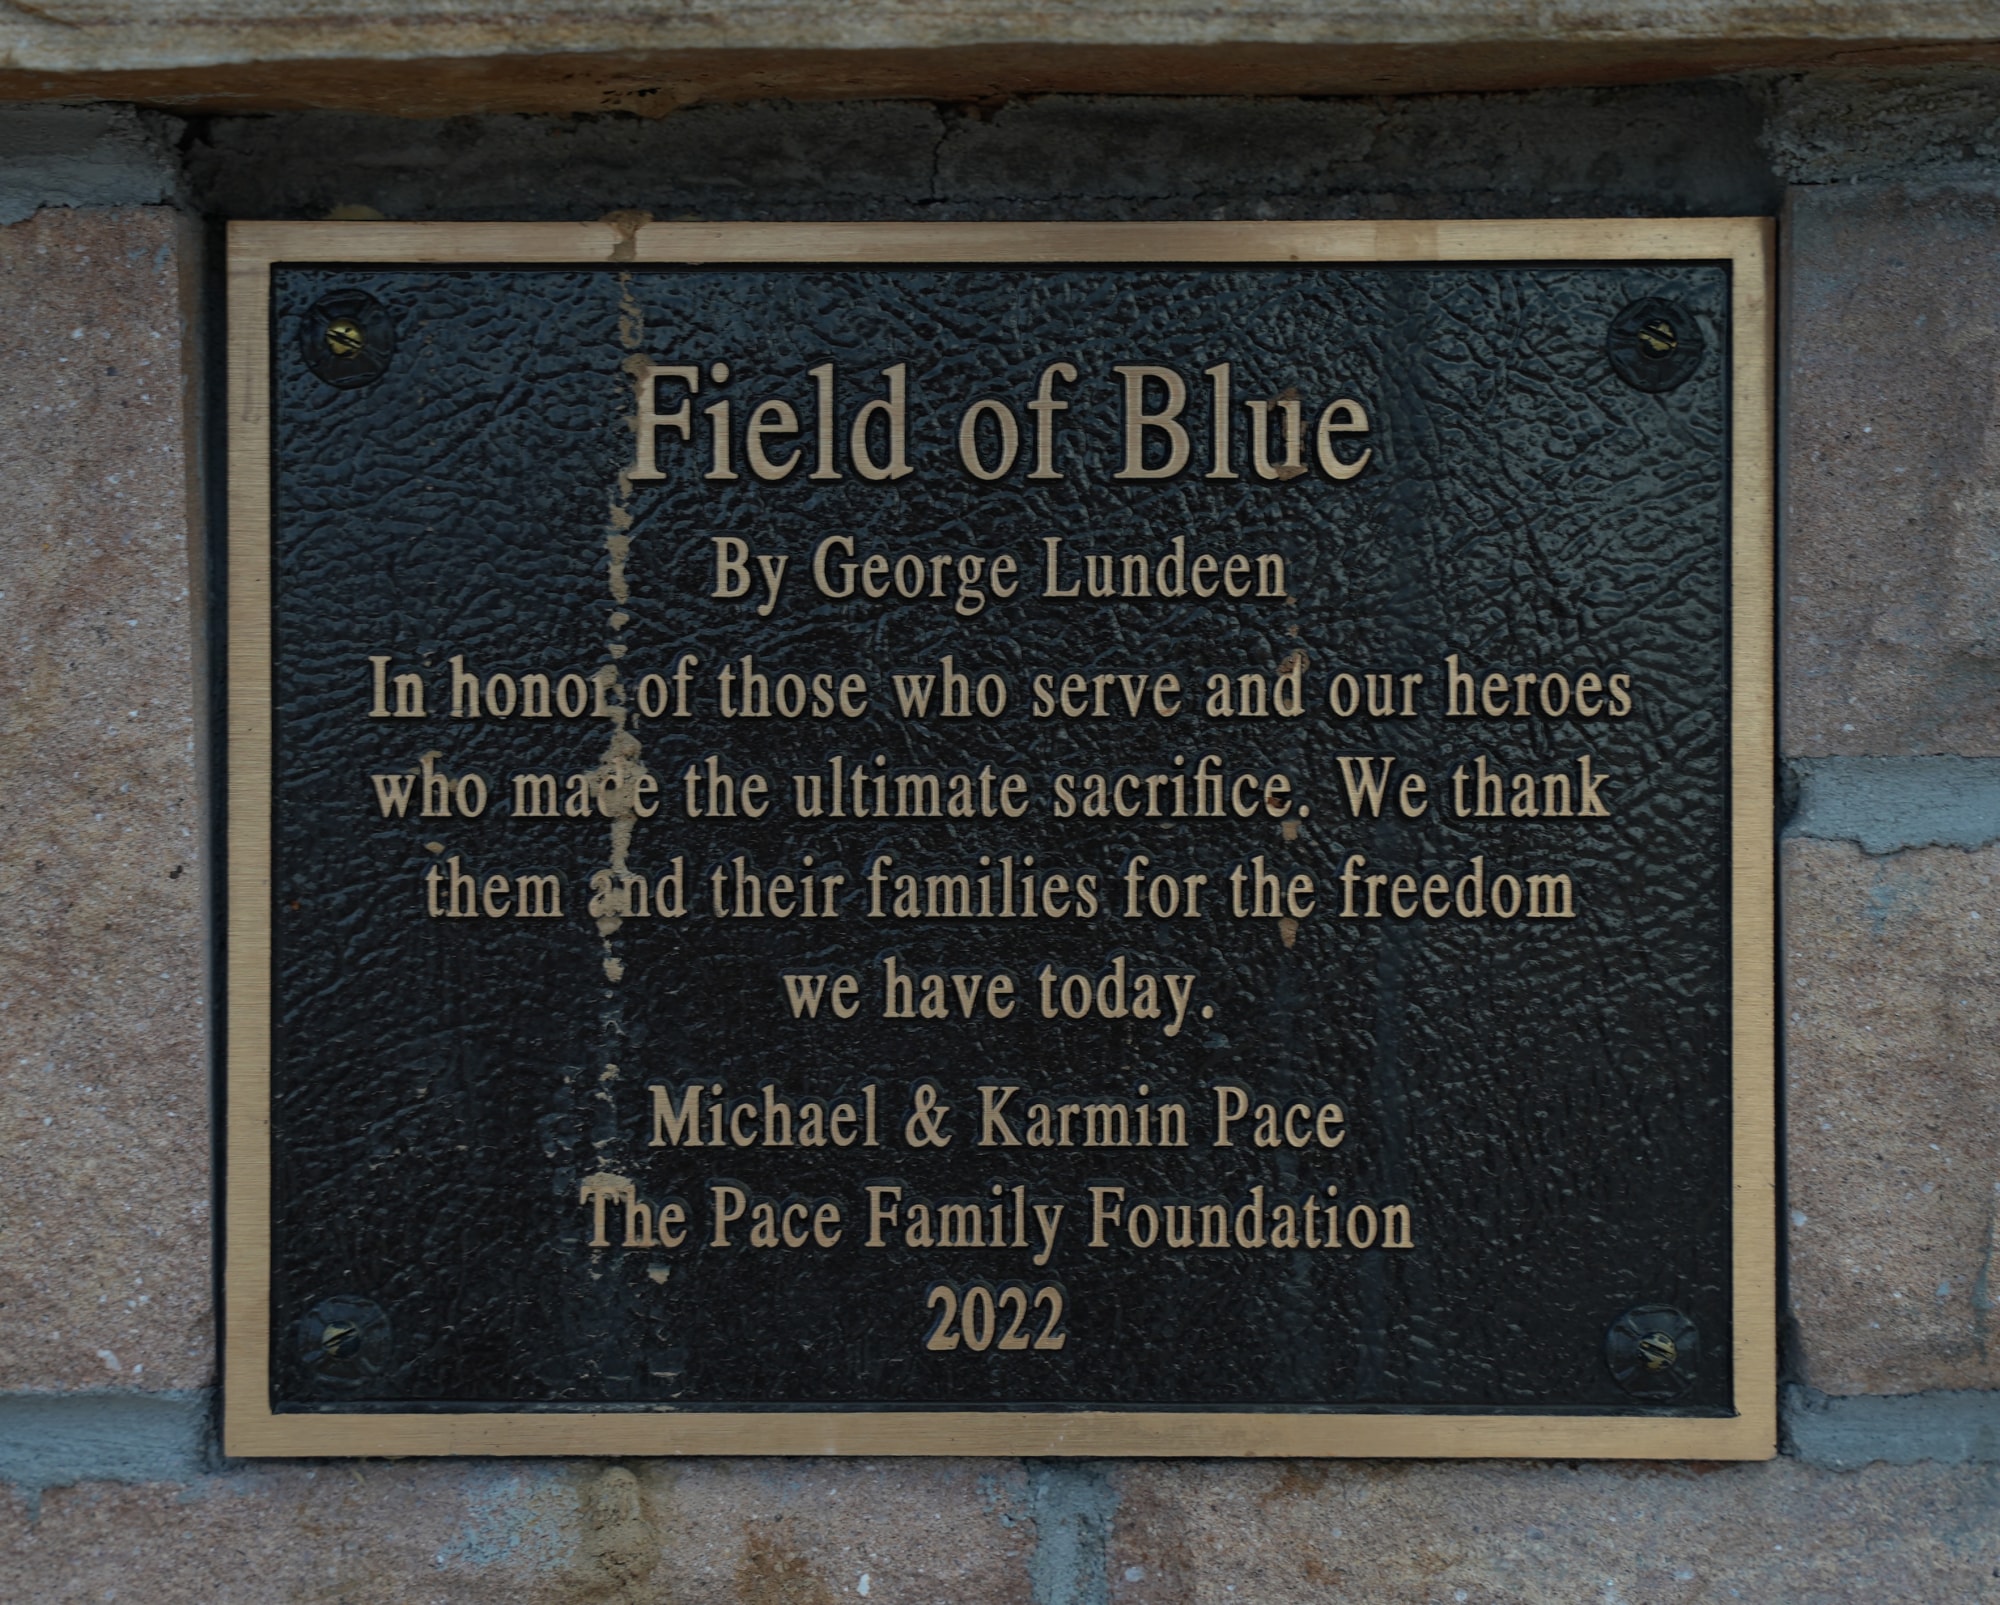 Field of Blue
By George Lundeen
In honor of those who serve and our heroes
who made the ultimate sacrifice. We thank
them and their families for the freedom
we have today.
Michael & Karmin Pace
The Pace Family Foundation
2022